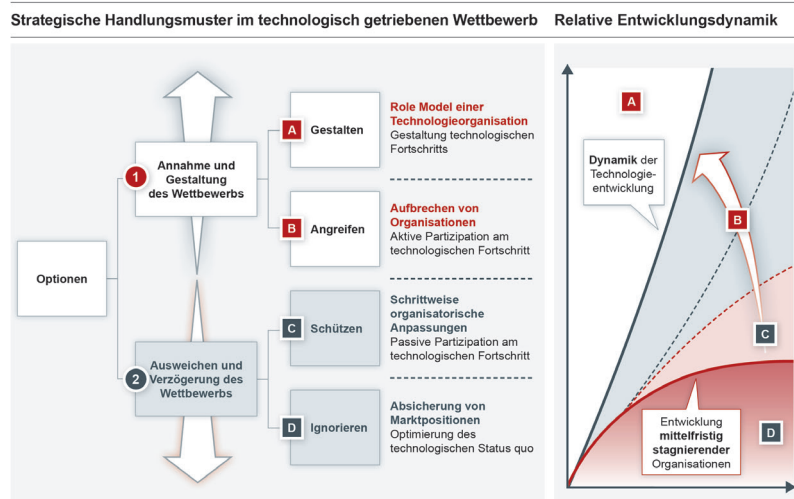 Strategische Handlungsmuster im technologisch getriebenen Wettbewerb
Relative Entwicklungsdynamik
Optionen
1
Annahme und
Gestaltung
des Wettbewerbs
2
Ausweichen und
Verzögerung des
Wettbewerbs
A
Gestalten
Role Model einer
Technologieorganisation
Gestaltung technologischen
Fortschritts
B
Angreifen
Aufbrechen von
Organisationen
Aktive Partizipation am
technologischen Fortschritt
C
Schützen
Schrittweise
organisatorische
Anpassungen
Passive Partizipation am
technologischen Fortschritt
D
Ignorieren
Absicherung von
Marktpositionen
Optimierung des
technologischen Status quo
A
Dynamik der
Technologie-
entwicklung
B
C
D
Entwicklung
mittelfristig
stagnierender
Organisationen